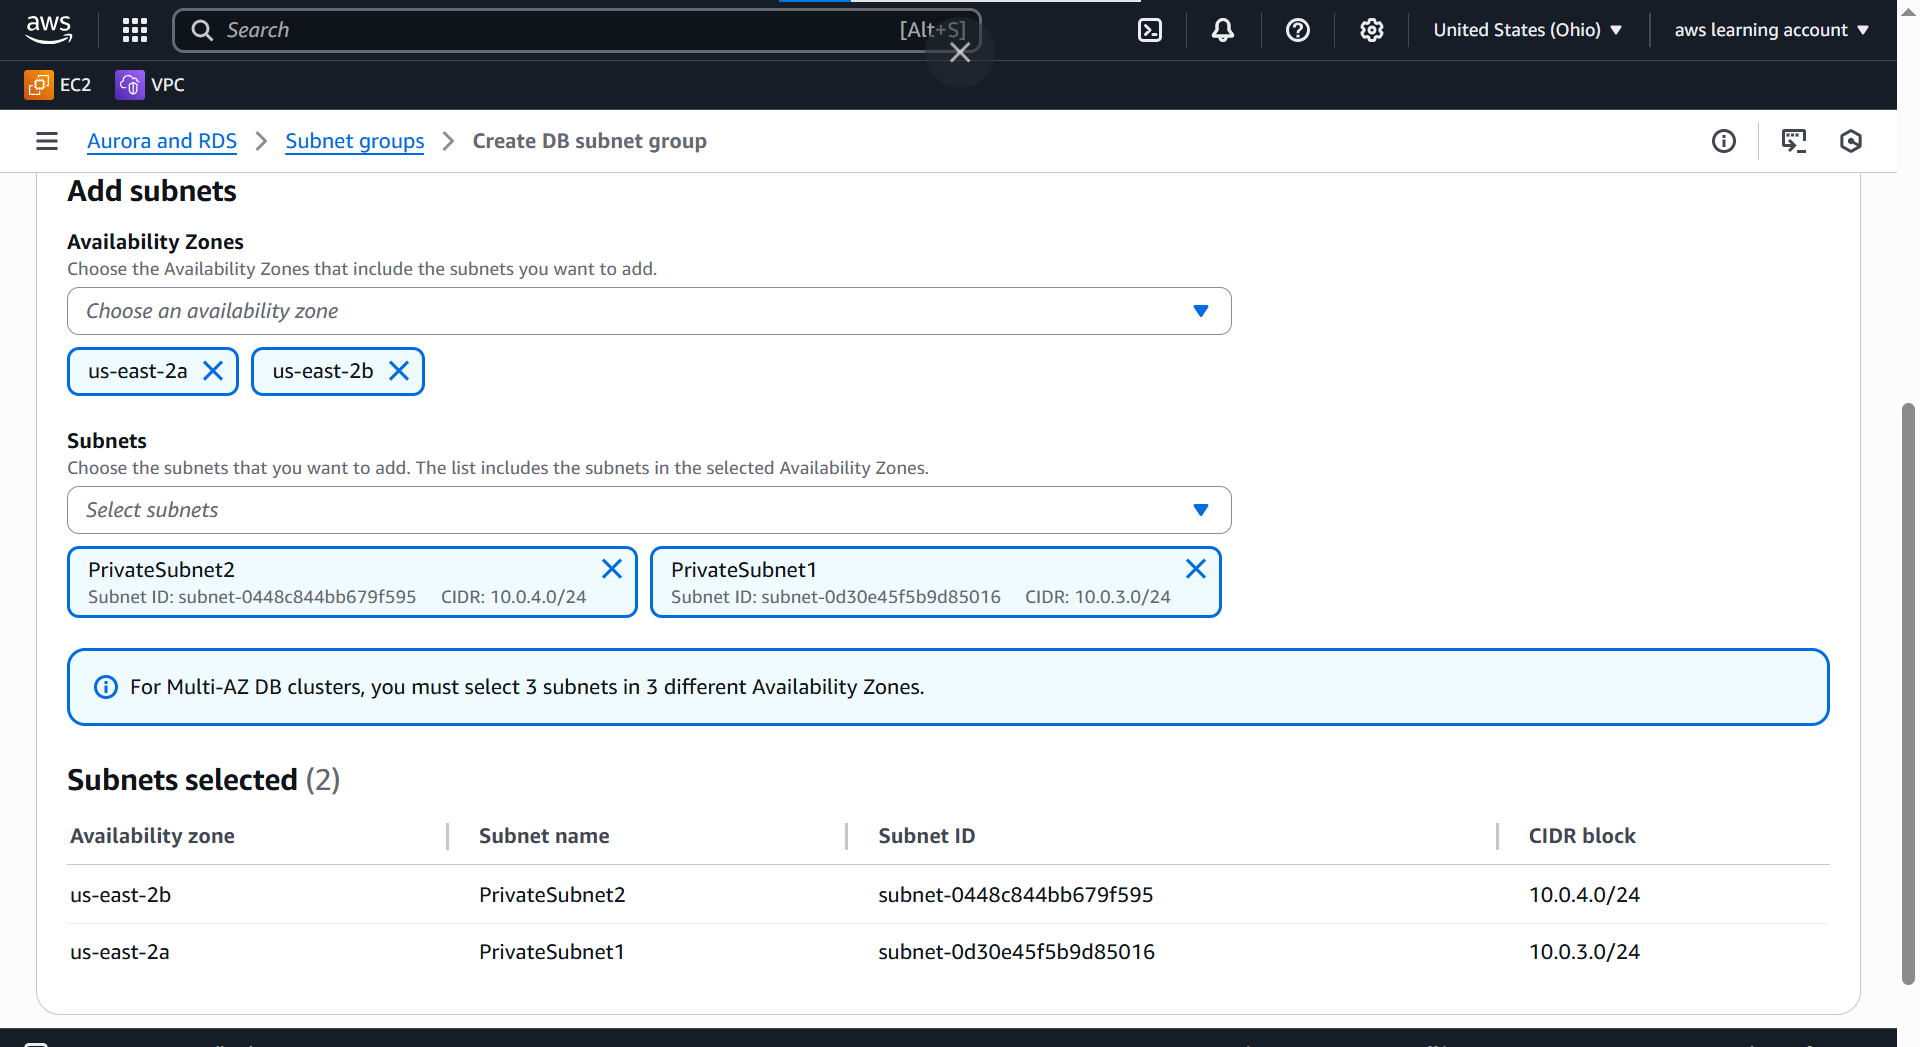 aws
Search
[Alt+S]
United States (Ohio)
aws learning account
EC2
VPC
Aurora and RDS
Subnet groups
Create DB subnet group
Add subnets
Availability Zones
Choose the Availability Zones that include the subnets you want to add.
Choose an availability zone
us-east-2a
us-east-2b
Subnets
Choose the subnets that you want to add. The list includes the subnets in the selected Availability Zones.
Select subnets
PrivateSubnet2
Subnet ID: subnet-0448c844bb679f595 CIDR: 10.0.4.0/24
PrivateSubnet1
Subnet ID: subnet-0d30e45f5b9d85016 CIDR: 10.0.3.0/24
For Multi-AZ DB clusters, you must select 3 subnets in 3 different Availability Zones.
Subnets selected (2)
Availability zone Subnet name Subnet ID CIDR block
us-east-2b PrivateSubnet2 subnet-0448c844bb679f595 10.0.4.0/24
us-east-2a PrivateSubnet1 subnet-0d30e45f5b9d85016 10.0.3.0/24